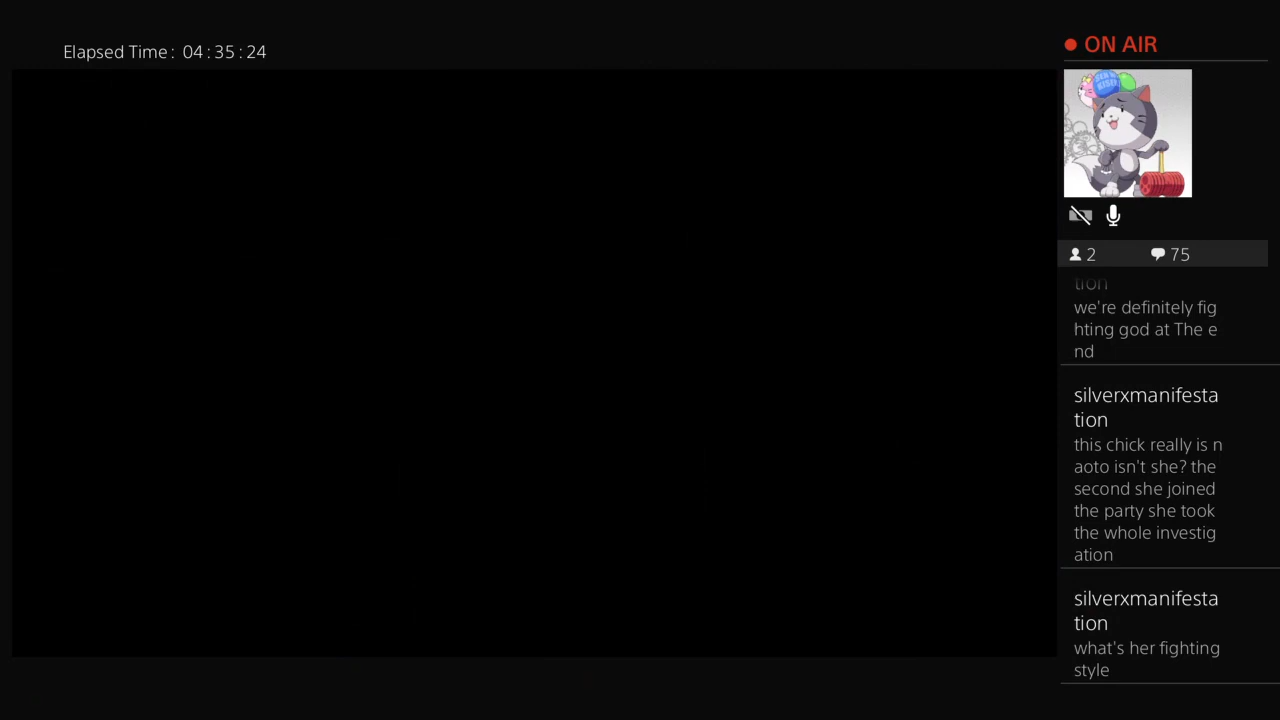 Elapsed Time: 04:35:24
ON AIR
2 75
tion
we're definitely fig
hting god at The e
nd
silverxmanifesta
tion
this chick really is n
aoto isn't she? the
second she joined
the party she took
the whole investig
ation
silverxmanifesta
tion
what's her fighting
style